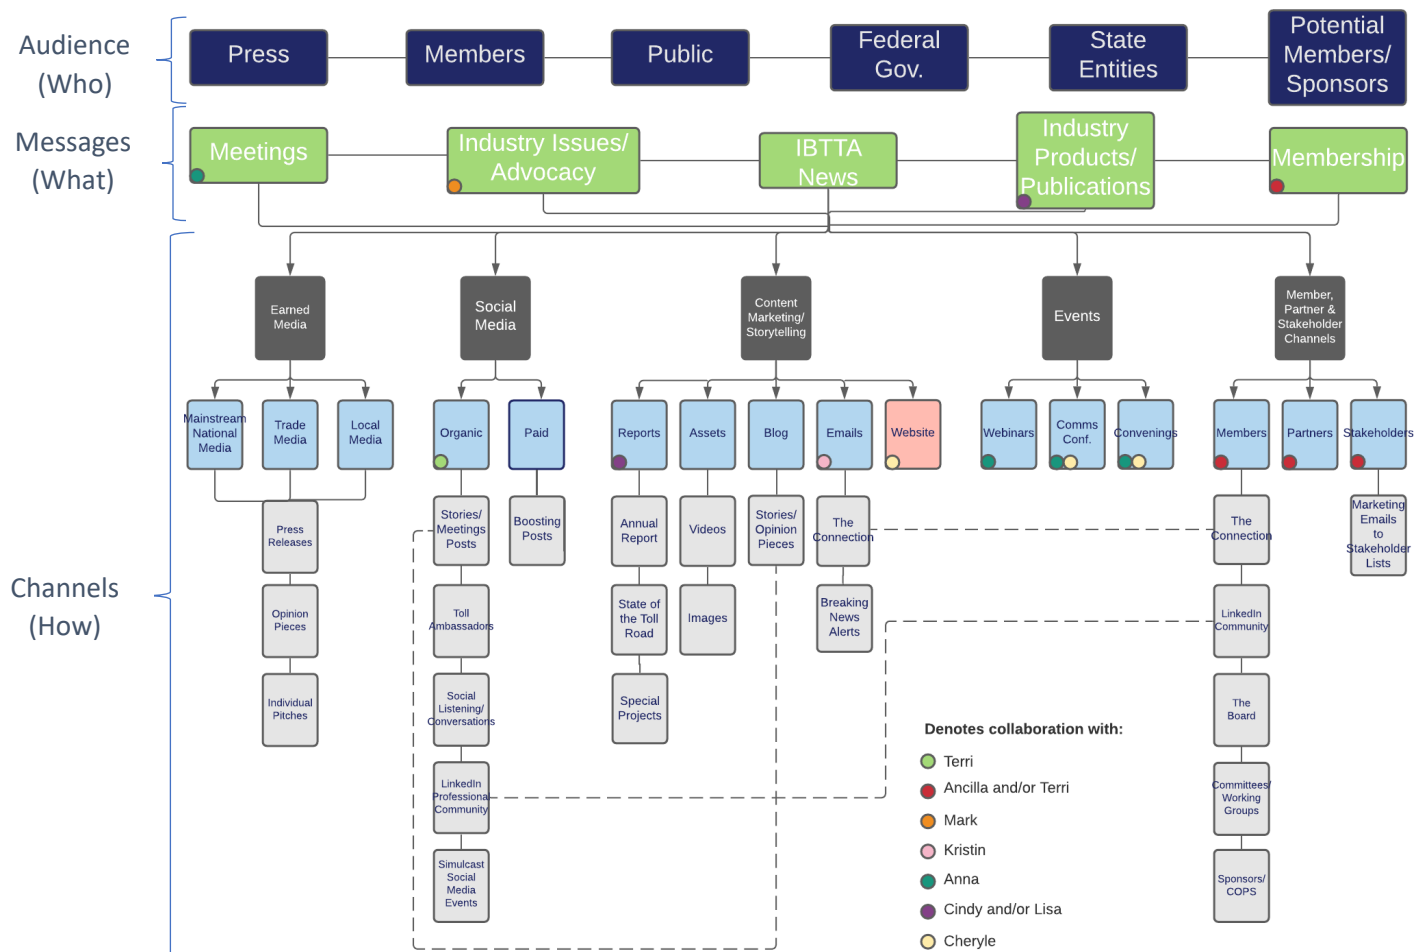 Audience
(Who)
Press
Members
Public
Federal
Gov.
State
Entities
Potential
Members/
Sponsors
Messages
(What)
Meetings
Industry Issues/
Advocacy
IBTTA
News
Industry
Products/
Publications
Membership
Channels
(How)
Earned
Media
Social
Media
Content
Marketing/
Storytelling
Events
Member,
Partner &
Stakeholder
Channels
Mainstream
National
Media
Trade
Media
Local
Media
Organic
Paid
Reports
Assets
Blog
Emails
Website
Webinars
Comms
Conf.
Convenings
Members
Partners
Stakeholders
Press
Releases
Stories/
Meetings
Posts
Boosting
Posts
Annual
Report
Videos
Stories/
Opinion
Pieces
The
Connection
The
Connection
Marketing
Emails
to
Stakeholder
Lists
Opinion
Pieces
Toll
Ambassadors
State of
the Toll
Road
Images
Breaking
News
Alerts
LinkedIn
Community
Individual
Pitches
Social
Listening/
Conversations
Special
Projects
The
Board
LinkedIn
Professional
Community
Committees/
Working
Groups
Simulcast
Social
Media
Events
Sponsors/
COPS
Denotes collaboration with:
Terri
Ancilla and/or Terri
Mark
Kristin
Anna
Cindy and/or Lisa
Cheryle